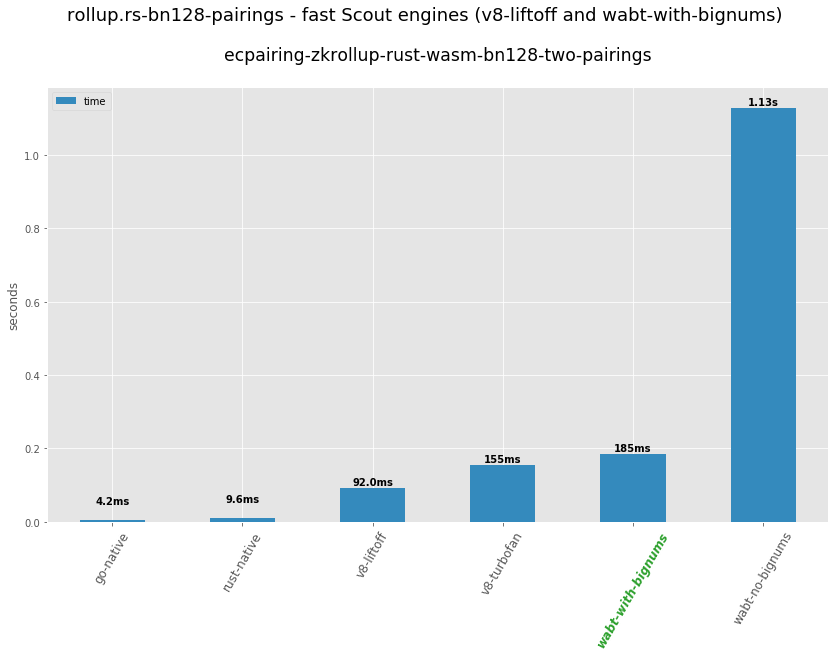 rollup.rs-bn128-pairings - fast Scout engines (v8-liftoff and wabt-with-bignums)
ecpairing-zkrollup-rust-wasm-bn128-two-pairings
time
seconds
1.0
0.8
0.6
0.4
0.2
0.0
4.2ms
9.6ms
92.0ms
155ms
185ms
1.13s
go-native
rust-native
v8-liftoff
v8-turbofan
wabt-with-bignums
wabt-no-bignums